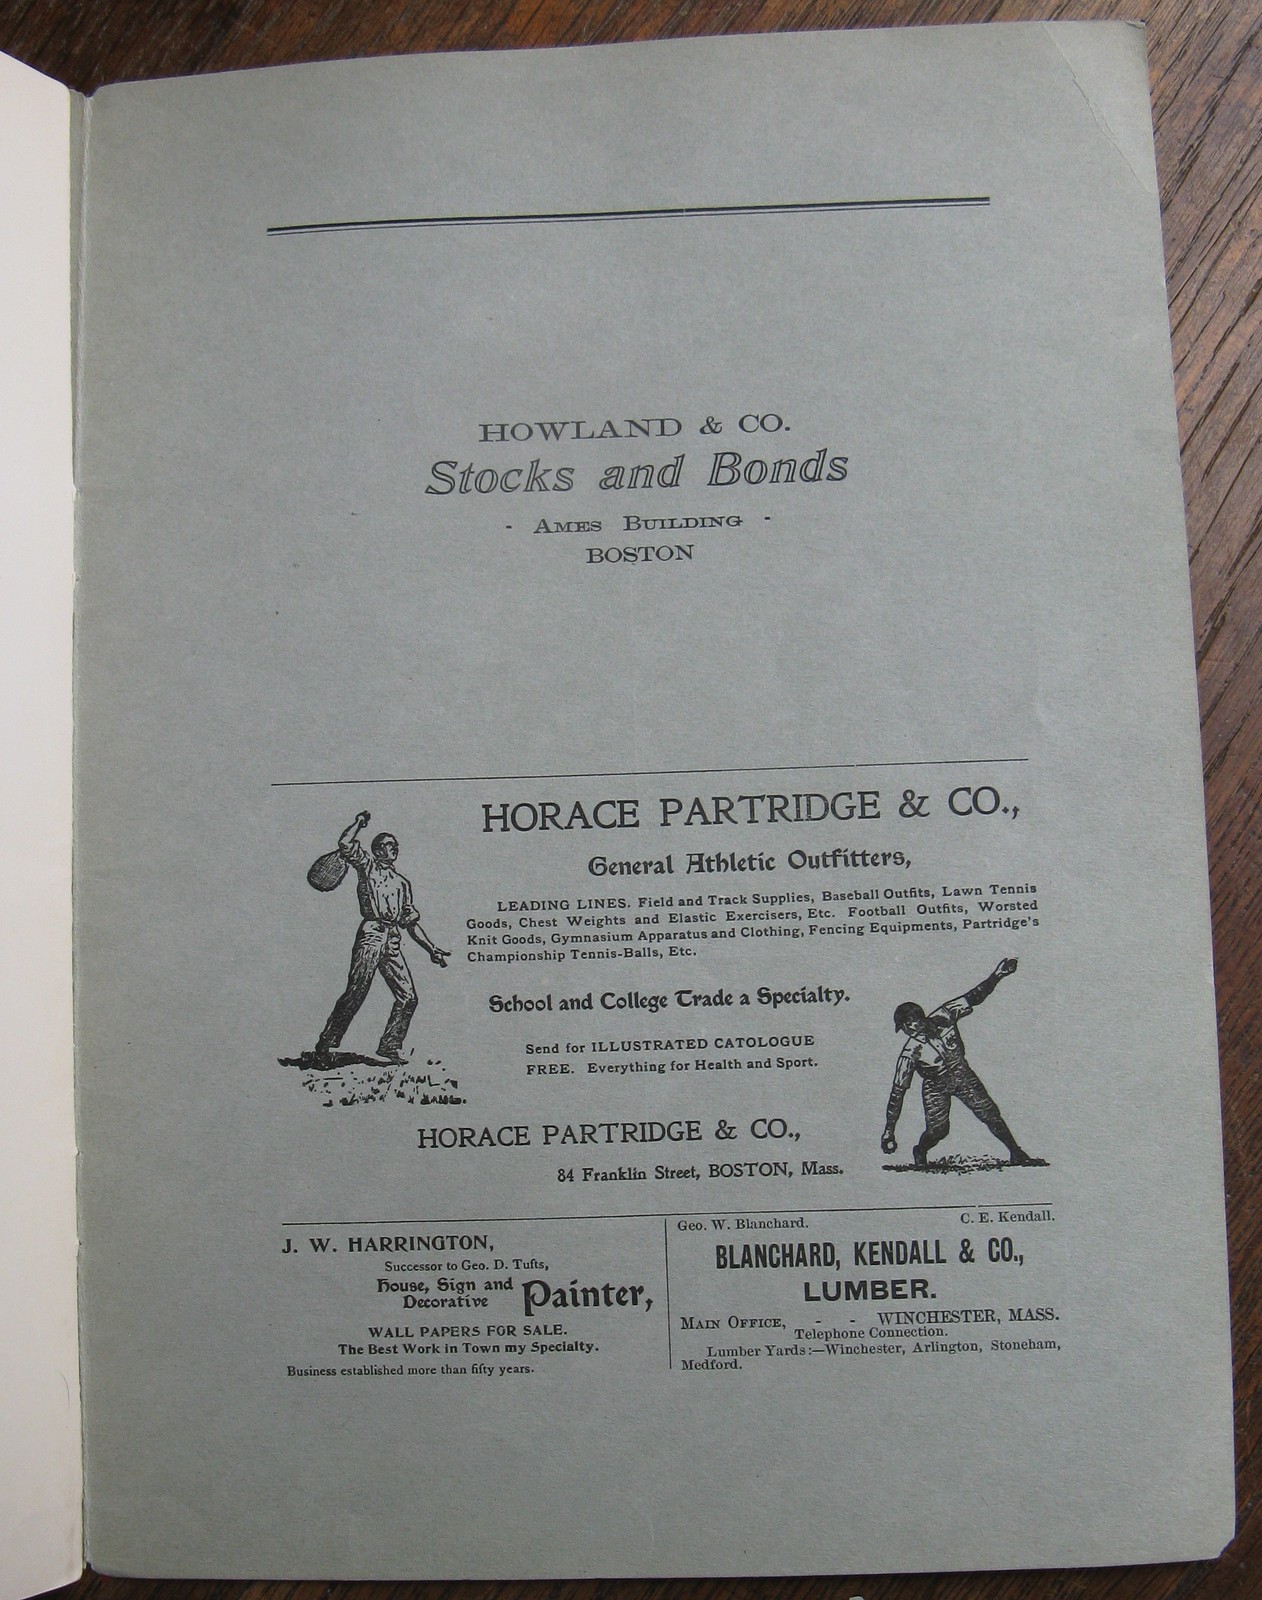 HOWLAND & CO.
Stocks and Bonds
- AMES BUILDING -
BOSTON
HORACE PARTRIDGE & CO.,
General Athletic Outfitters,
LEADING LINES. Field and Track Supplies, Baseball Outfits, Lawn Tennis
Goods, Chest Weights and Elastic Exercisers, Etc. Football Outfits, Worsted
Knit Goods, Gymnasium Apparatus and Clothing, Fencing Equipments, Partridge's
Championship Tennis-Balls, Etc.
School and College Trade a Specialty.
Send for ILLUSTRATED CATOLOGUE
FREE. Everything for Health and Sport.
HORACE PARTRIDGE & CO.,
84 Franklin Street, BOSTON, Mass.
J. W. HARRINGTON,
Successor to Geo. D. Tufts,
House, Sign and
Decorative Painter,
WALL PAPERS FOR SALE.
The Best Work in Town my Specialty.
Business established more than fifty years.
Geo. W. Blanchard. C. E. Kendall.
BLANCHARD, KENDALL & CO.,
LUMBER.
MAIN OFFICE, - - WINCHESTER, MASS.
Telephone Connection.
Lumber Yards:—Winchester, Arlington, Stoneham,
Medford.